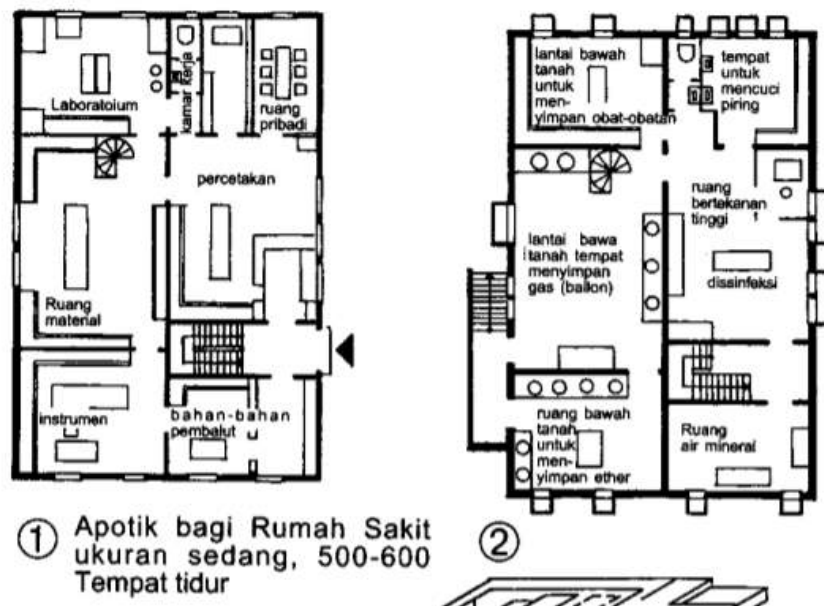 Laboratoium
kamar kerja
ruang
pribadi
percetakan
Ruang
material
instrumen
bahan-bahan
pembalut
① Apotik bagi Rumah Sakit
ukuran sedang, 500-600
Tempat tidur
lantai bawah
tanah untuk
men-
yimpan obat-obatan
tempat
untuk
mencuci
piring
ruang
bertekanan
tinggi
lantai bawa
tanah tempat
menyimpan
gas (ballon)
dissinfeksi
ruang bawah
tanah
untuk
men-
yimpan ether
Ruang
air mineral
②